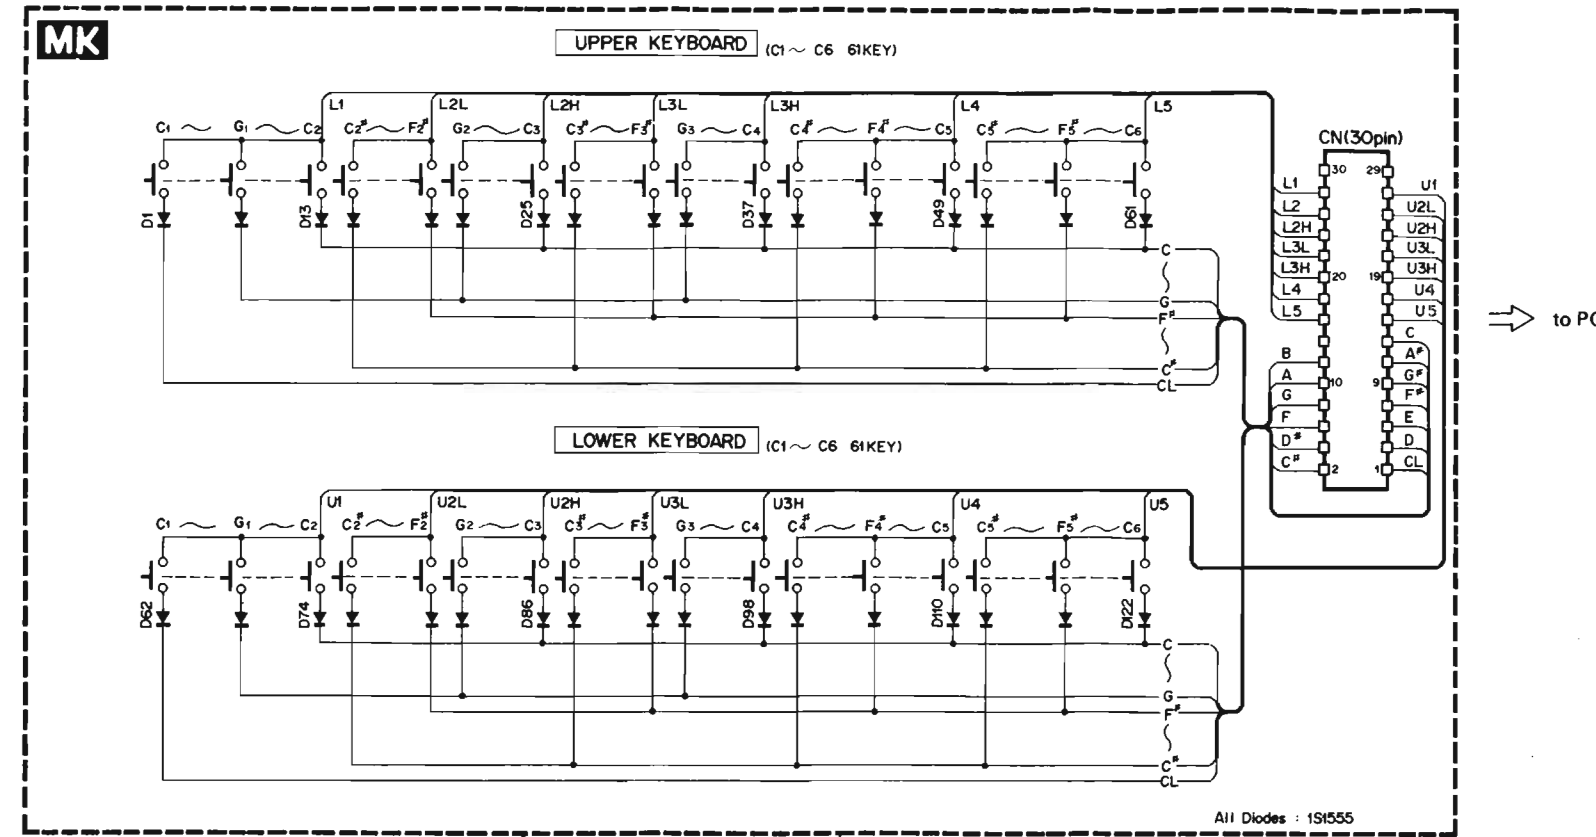 MK
UPPER KEYBOARD (C1 ~ C6 61KEY)
L1 L2L L2H L3L L3H L4 L5
C1 ~ G1 ~ C2 C2# ~ F2# G2 ~ C3 C3# ~ F3# G3 ~ C4 C4# ~ F4# ~ C5 C5# ~ F5# ~ C6
D1 D13 D25 D37 D49 D61
C
~
G
F#
~
C#
CL
CN(30pin)
30 29
L1 U1
L2 U2L
L2H U2H
L3L U3L
L3H 20 19 U3H
L4 U4
L5 U5
C
B A#
A 10 9 G#
G F#
F E
D# D
C# 2 1 CL
to PC
LOWER KEYBOARD (C1 ~ C6 61KEY)
U1 U2L U2H U3L U3H U4 U5
C1 ~ G1 ~ C2 C2# ~ F2# G2 ~ C3 C3# ~ F3# G3 ~ C4 C4# ~ F4# ~ C5 C5# ~ F5# ~ C6
D62 D74 D86 D98 D110 D122
C
~
G
F#
~
C#
CL
All Diodes : 1S1555